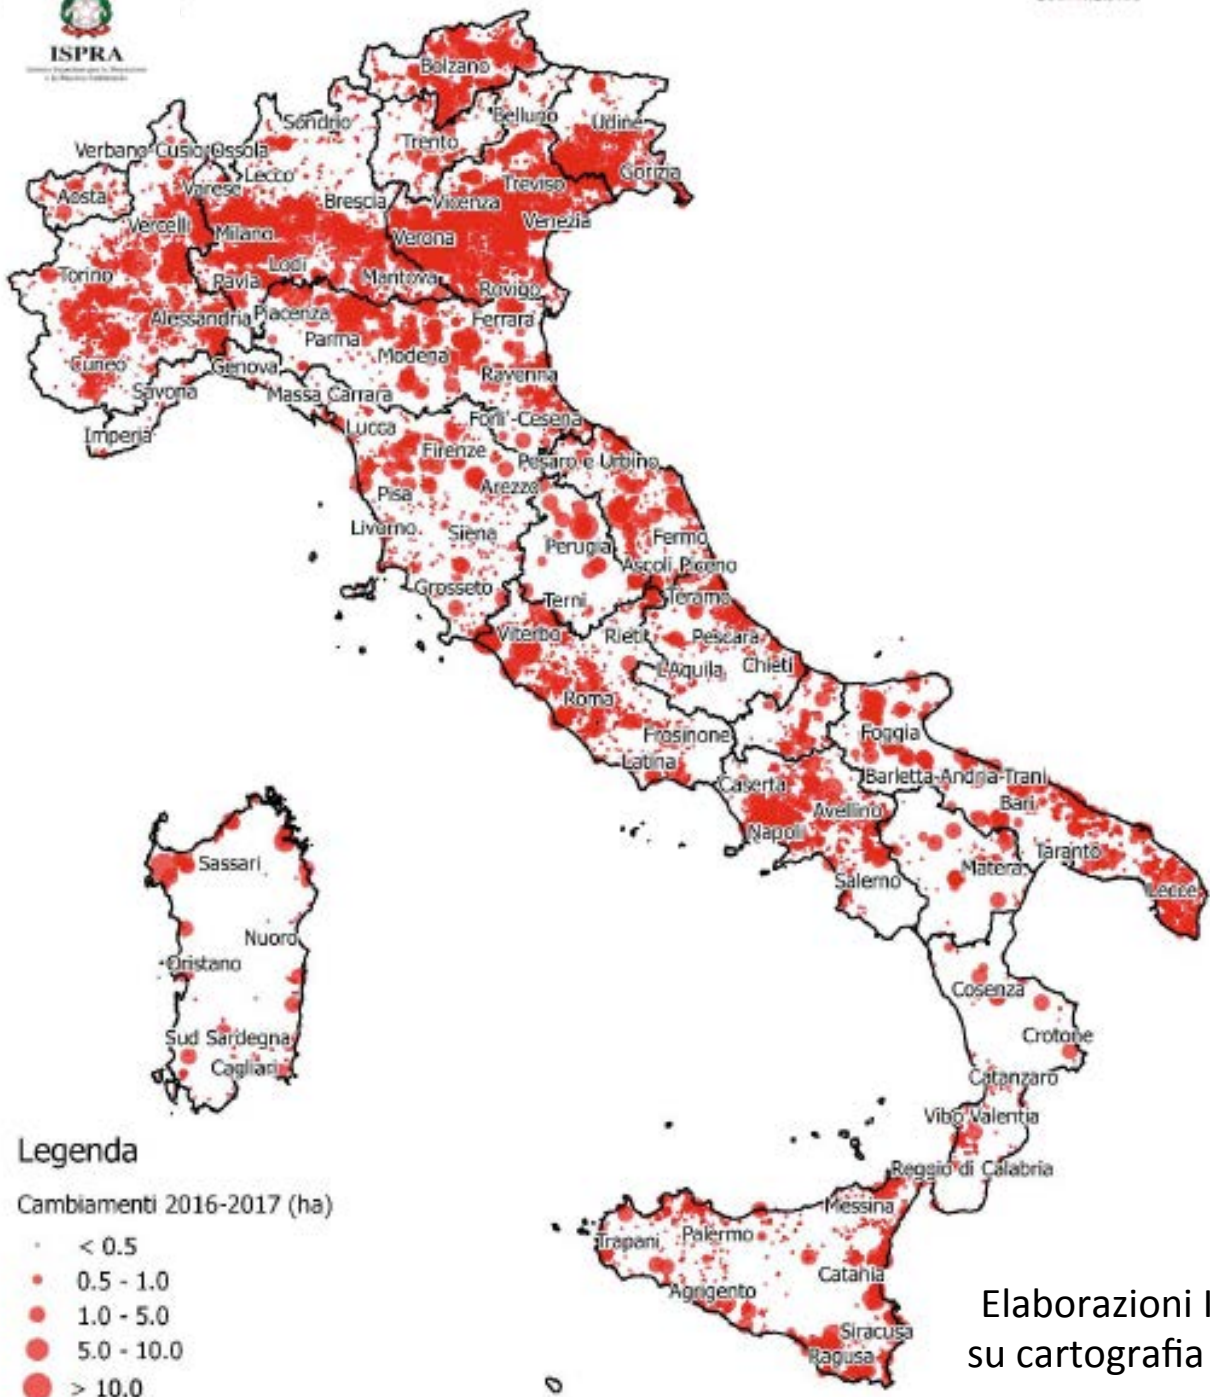 ISPRA
Bolzano
Sondrio
Belluno
Udine
Trento
Verbano-Cusio-Ossola
Lecco
Gorizia
Aosta
Varese
Treviso
Brescia
Vicenza
Vercelli
Milano
Verona
Venezia
Torino
Lodi
Pavia
Mantova
Rovigo
Alessandria
Piacenza
Ferrara
Parma
Modena
Cuneo
Genova
Ravenna
Savona
Massa Carrara
Imperia
Lucca
Forli'-Cesena
Firenze
Pesaro e Urbino
Pisa
Arezzo
Livorno
Siena
Perugia
Fermo
Ascoli Piceno
Grosseto
Terni
Teramo
Viterbo
Rieti
Pescara
L'Aquila
Chieti
Roma
Frosinone
Foggia
Latina
Caserta
Barletta-Andria-Trani
Avellino
Bari
Napoli
Taranto
Sassari
Salerno
Matera
Lecce
Nuoro
Oristano
Cosenza
Sud Sardegna
Crotone
Cagliari
Catanzaro
Vibo Valentia
Reggio di Calabria
Messina
Trapani
Palermo
Catania
Agrigento
Siracusa
Ragusa
Legenda
Cambiamenti 2016-2017 (ha)
< 0.5
0.5 - 1.0
1.0 - 5.0
5.0 - 10.0
> 10.0
Elaborazioni I
su cartografia